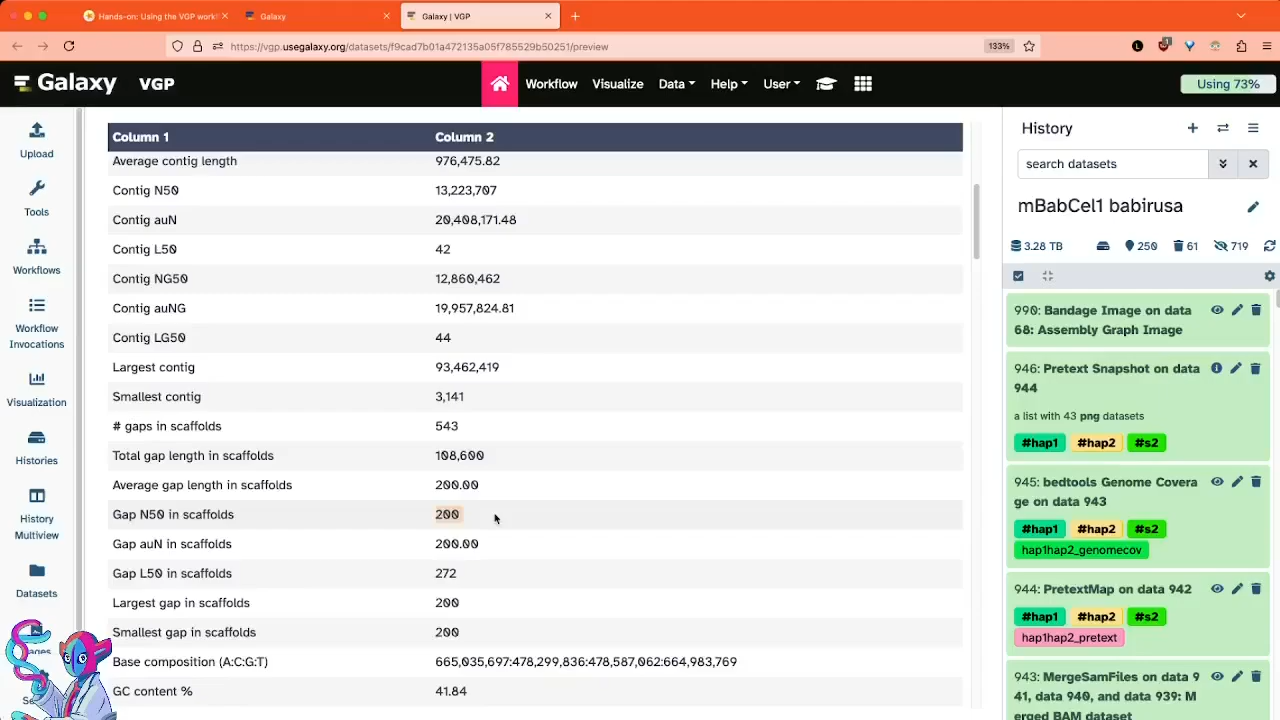 Hands-on: Using the VGP workf
Galaxy
Galaxy | VGP
https://vgp.usegalaxy.org/datasets/f9cad7b01a472135a05f785529b50251/preview
133%
Galaxy VGP
Workflow
Visualize
Data
Help
User
Using 73%
Upload
Tools
Workflows
Workflow
Invocations
Visualization
Histories
History
Multiview
Datasets
Column 1 Column 2
Average contig length 976,475.82
Contig N50 13,223,707
Contig auN 20,408,171.48
Contig L50 42
Contig NG50 12,860,462
Contig auNG 19,957,824.81
Contig LG50 44
Largest contig 93,462,419
Smallest contig 3,141
# gaps in scaffolds 543
Total gap length in scaffolds 108,600
Average gap length in scaffolds 200.00
Gap N50 in scaffolds 200
Gap auN in scaffolds 200.00
Gap L50 in scaffolds 272
Largest gap in scaffolds 200
Smallest gap in scaffolds 200
Base composition (A:C:G:T) 665,035,697:478,299,836:478,587,062:664,983,769
GC content % 41.84
History
search datasets
mBabCel1 babirusa
3.28 TB 250 61 719
990: Bandage Image on data
68: Assembly Graph Image
946: Pretext Snapshot on data
944
a list with 43 png datasets
#hap1 #hap2 #s2
945: bedtools Genome Covera
ge on data 943
#hap1 #hap2 #s2
hap1hap2_genomecov
944: PretextMap on data 942
#hap1 #hap2 #s2
hap1hap2_pretext
943: MergeSamFiles on data 9
41, data 940, and data 939: M
erged BAM dataset